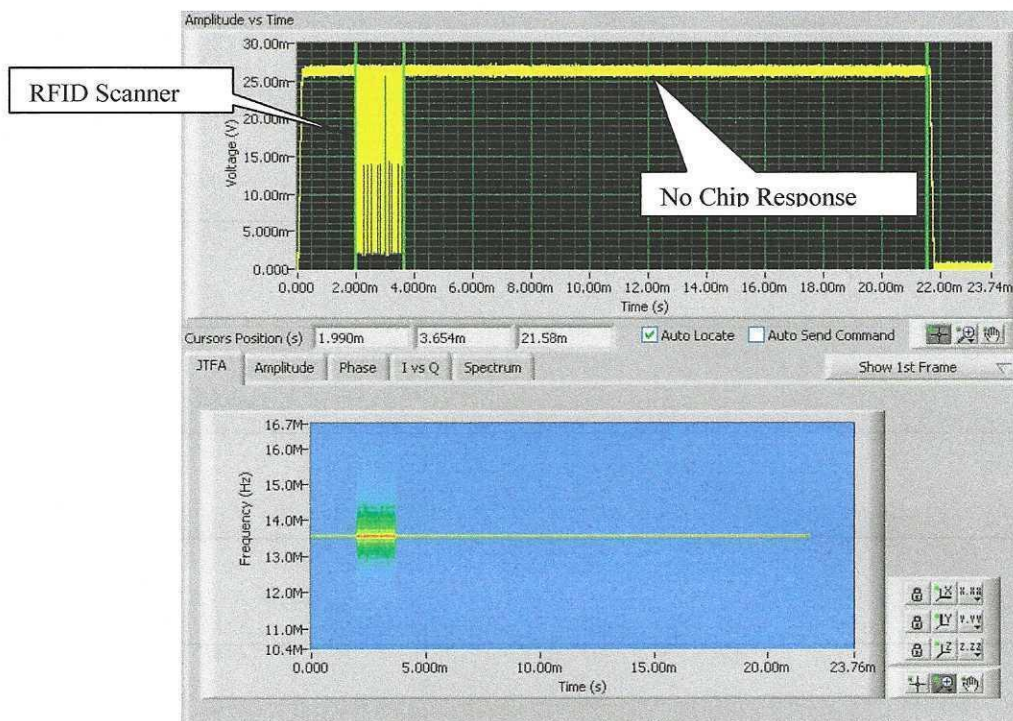 Amplitude vs Time
RFID Scanner
No Chip Response
Voltage (V)
30.00m
25.00m
20.00m
15.00m
10.00m
5.000m
0.000
0.000 2.000m 4.000m 6.000m 8.000m 10.00m 12.00m 14.00m 16.00m 18.00m 20.00m 22.00m 23.74m
Time (s)
Cursors Position (s) 1.990m 3.654m 21.58m Auto Locate Auto Send Command
JTFA Amplitude Phase I vs Q Spectrum Show 1st Frame
Frequency (Hz)
16.7M
16.0M
15.0M
14.0M
13.0M
12.0M
11.0M
10.4M
0.000 5.000m 10.00m 15.00m 20.00m 23.76m
Time (s)
X X.XX
Y Y.YY
Z Z.ZZ